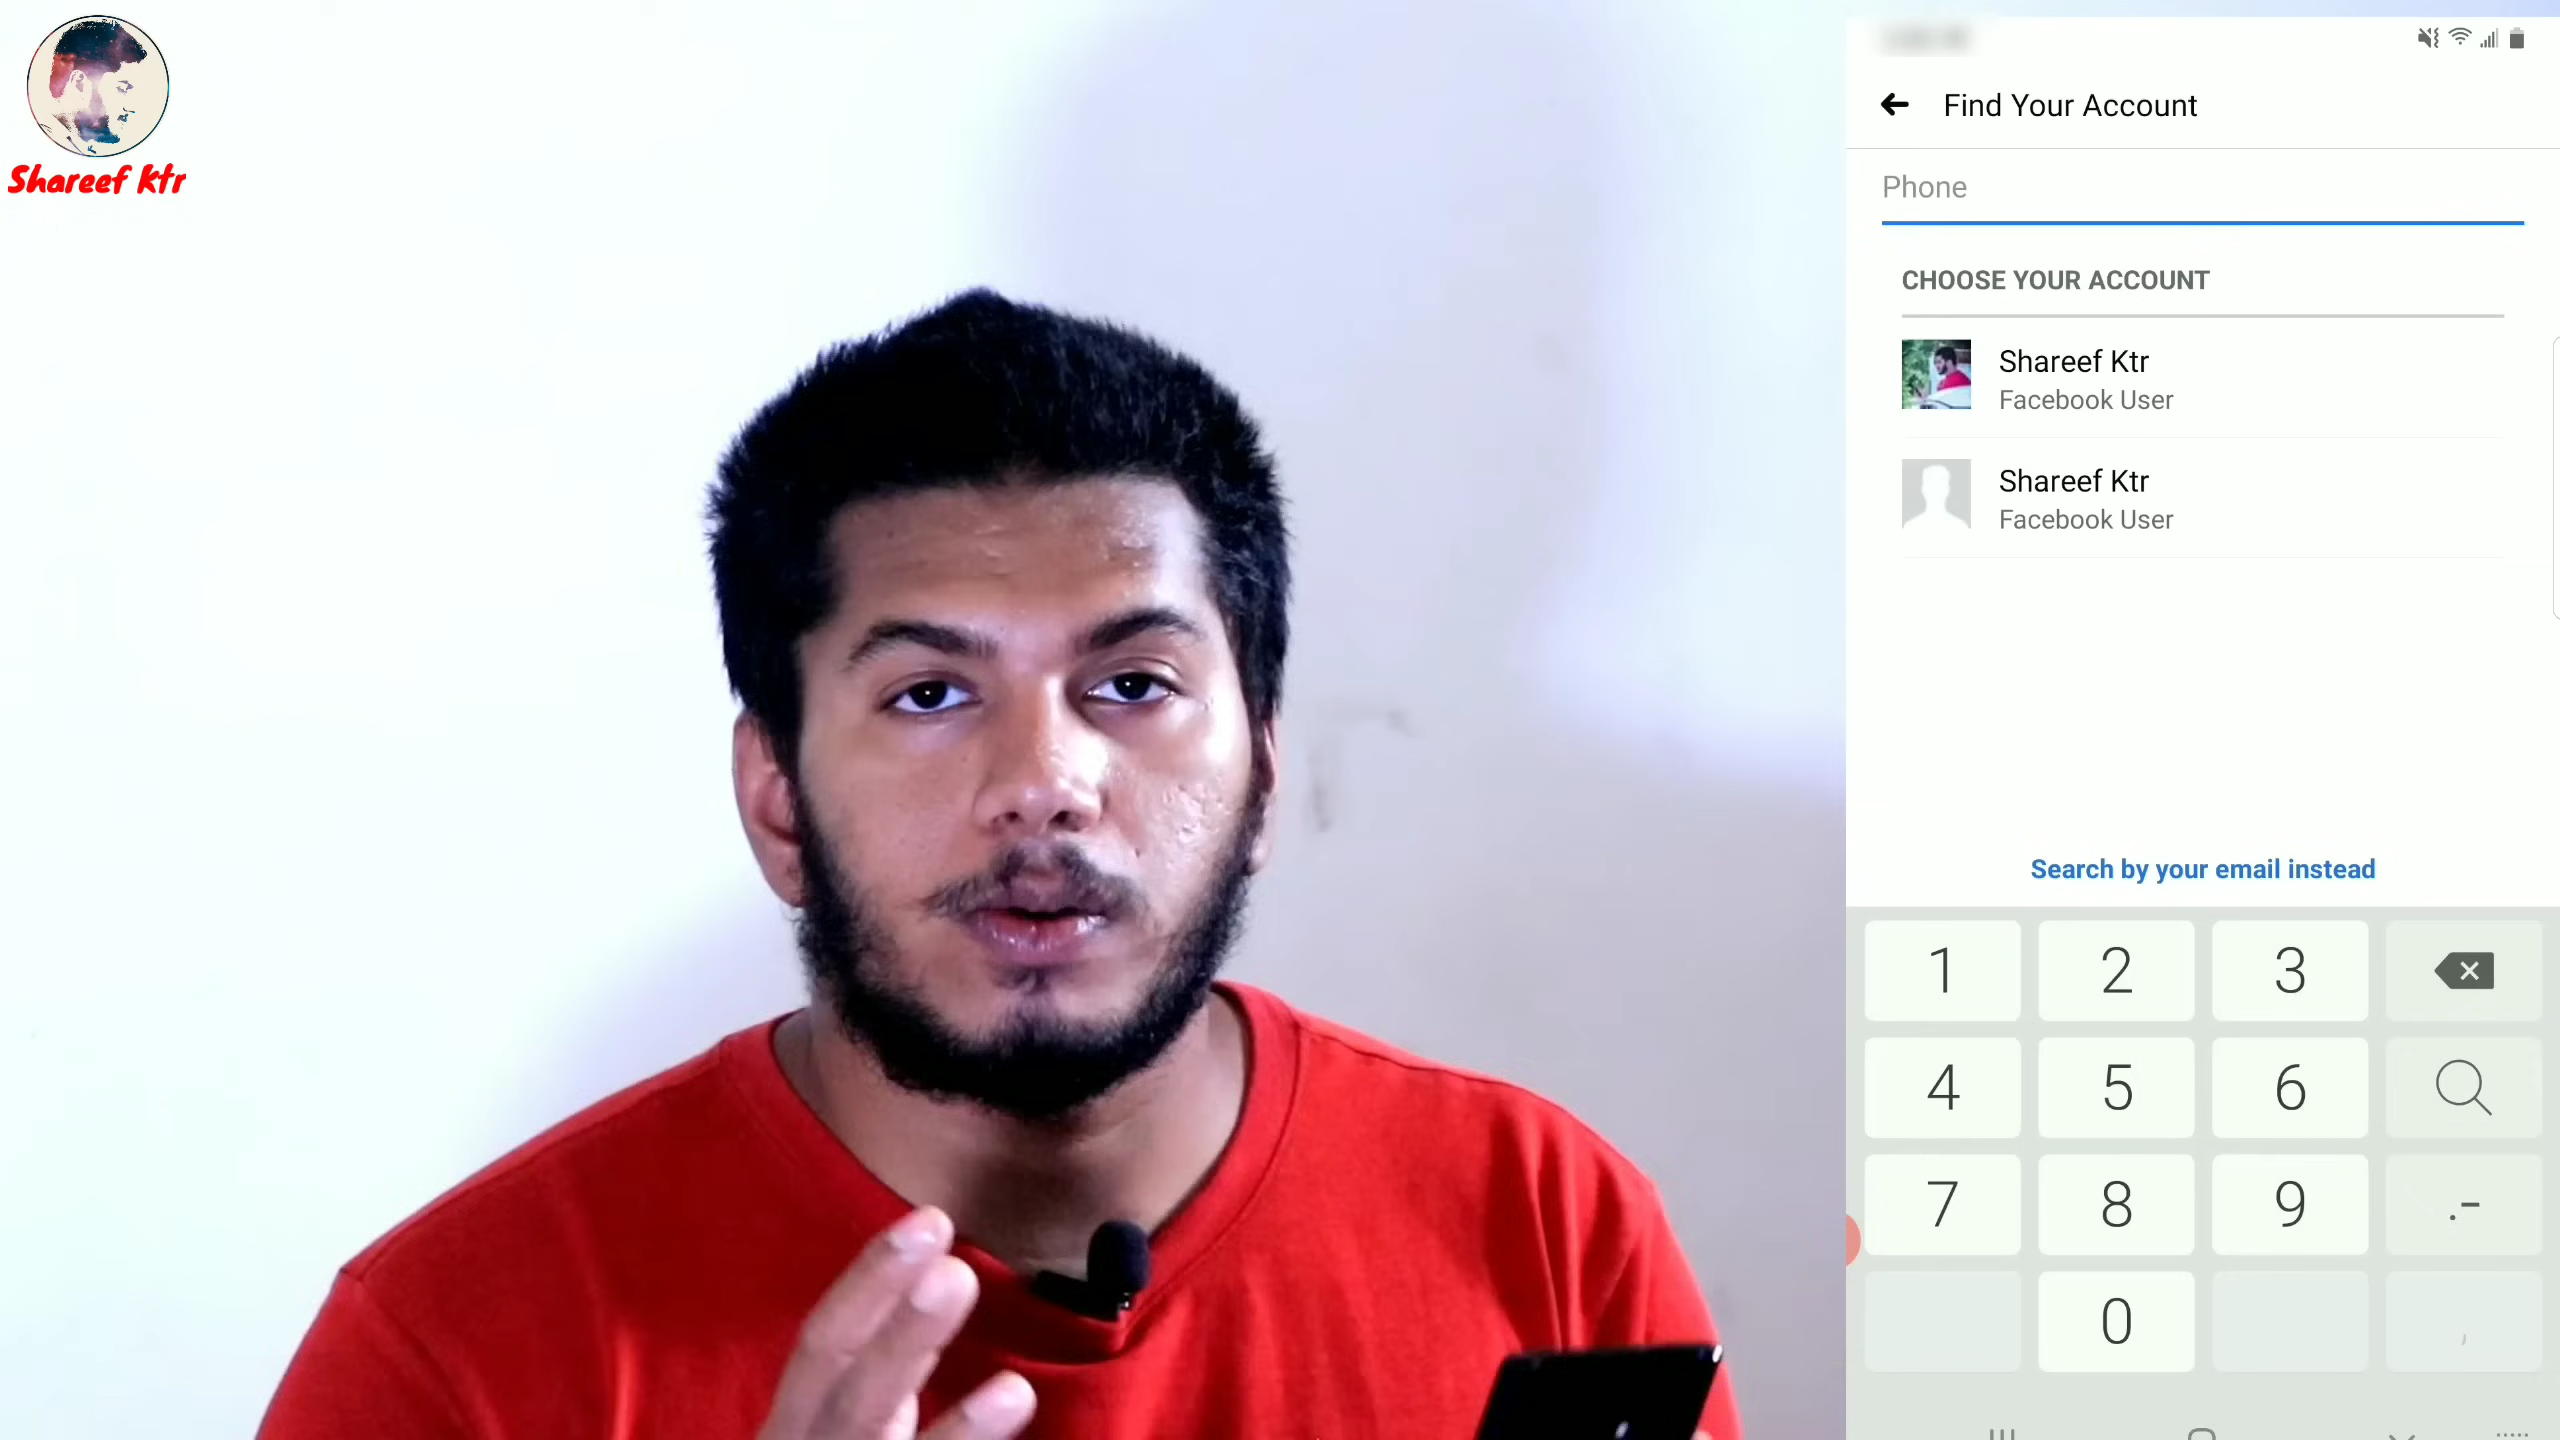 Shareef Ktr
Find Your Account
Phone
CHOOSE YOUR ACCOUNT
Shareef Ktr
Facebook User
Shareef Ktr
Facebook User
Search by your email instead
1 2 3
4 5 6
7 8 9 .-
0 ,